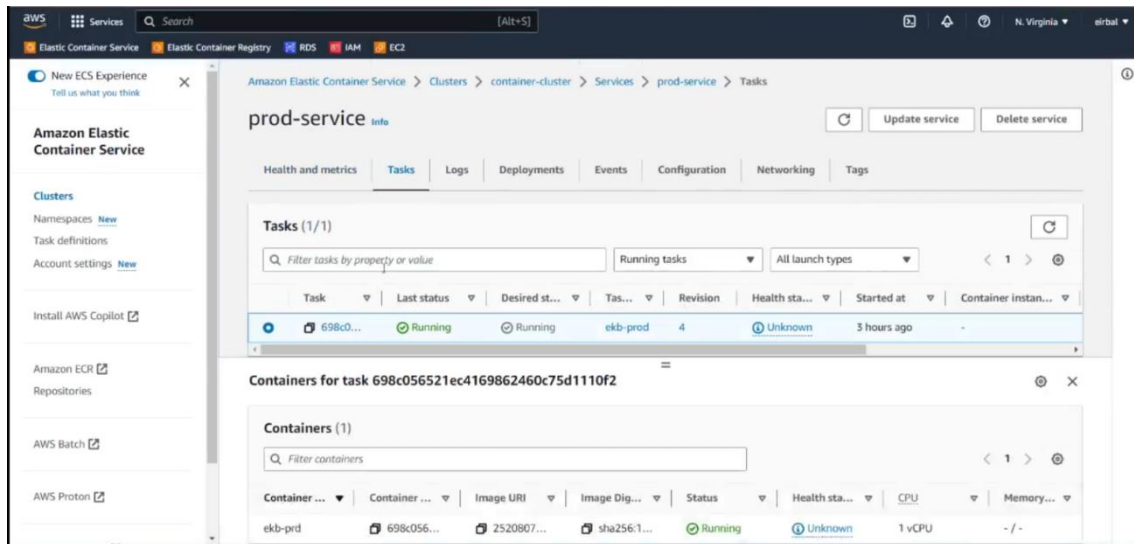 aws Services Search [Alt+S] N. Virginia eirbal
Elastic Container Service Elastic Container Registry RDS IAM EC2
New ECS Experience
Tell us what you think
Amazon Elastic
Container Service
Clusters
Namespaces New
Task definitions
Account settings New
Install AWS Copilot
Amazon ECR
Repositories
AWS Batch
AWS Proton
Amazon Elastic Container Service > Clusters > container-cluster > Services > prod-service > Tasks
prod-service Info Update service Delete service
Health and metrics Tasks Logs Deployments Events Configuration Networking Tags
Tasks (1/1)
Filter tasks by property or value Running tasks All launch types 1
Task Last status Desired st... Tas... Revision Health sta... Started at Container instan...
698c0... Running Running ekb-prod 4 Unknown 3 hours ago -
Containers for task 698c056521ec4169862460c75d1110f2
Containers (1)
Filter containers 1
Container ... Container ... Image URI Image Dig... Status Health sta... CPU Memory...
ekb-prd 698c056... 2520807... sha256:1... Running Unknown 1 vCPU - / -